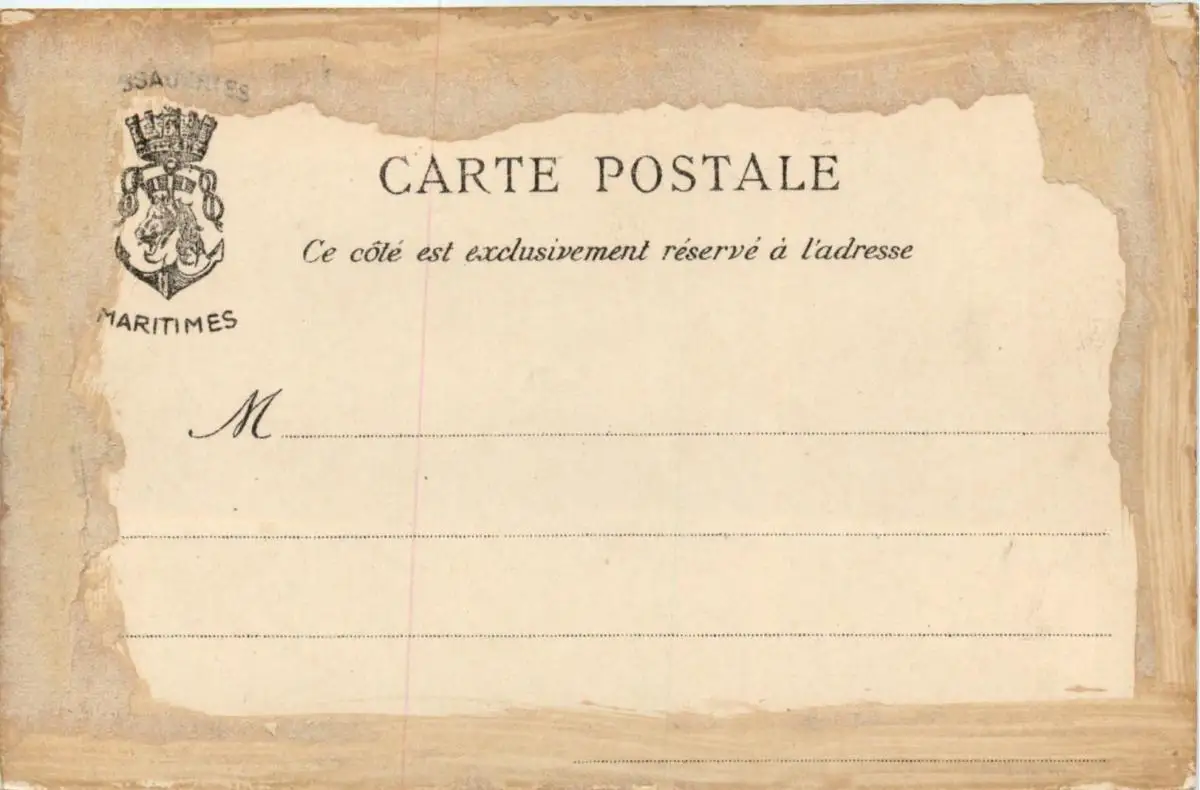 CARTE POSTALE
Ce côté est exclusivement réservé à l'adresse
MARITIMES
M